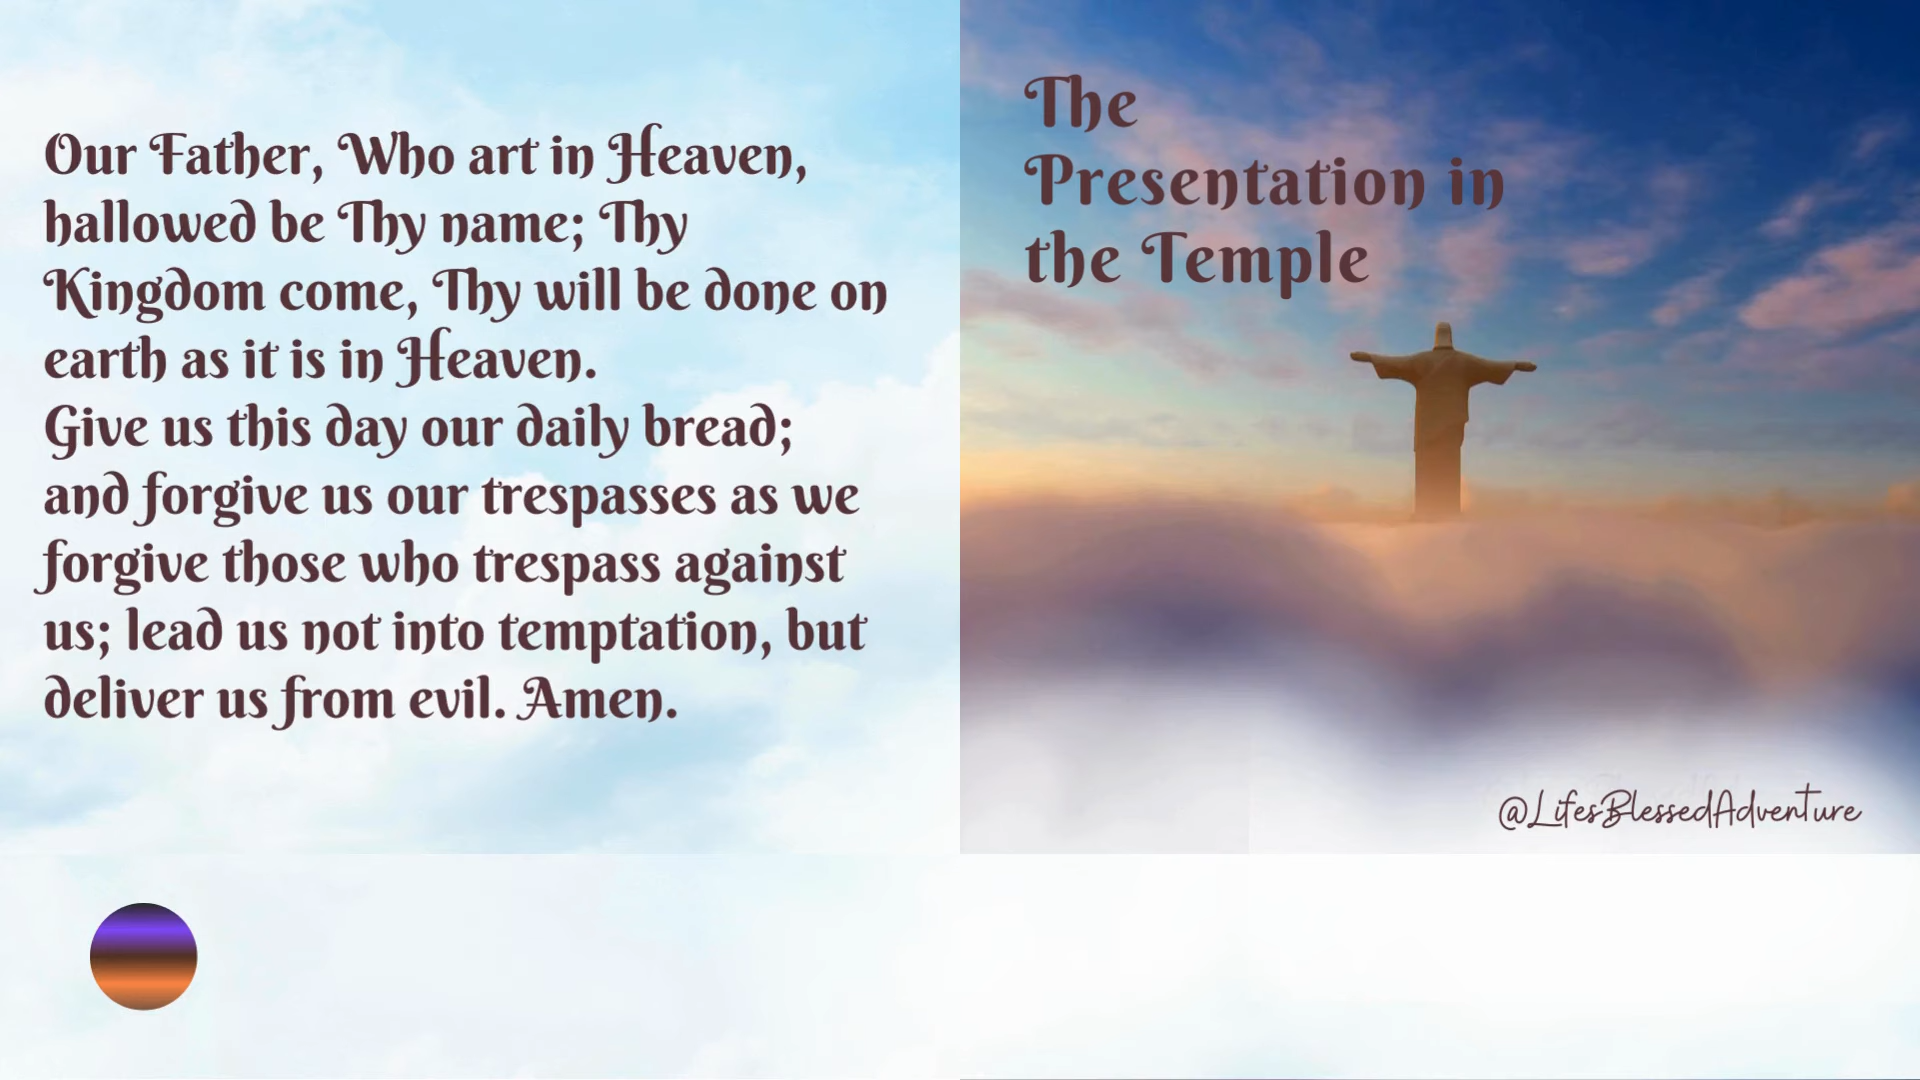 Our Father, Who art in Heaven,
hallowed be Thy name; Thy
Kingdom come, Thy will be done on
earth as it is in Heaven.
Give us this day our daily bread;
and forgive us our trespasses as we
forgive those who trespass against
us; lead us not into temptation, but
deliver us from evil. Amen.
The
Presentation in
the Temple
@LifesBlessedAdventure